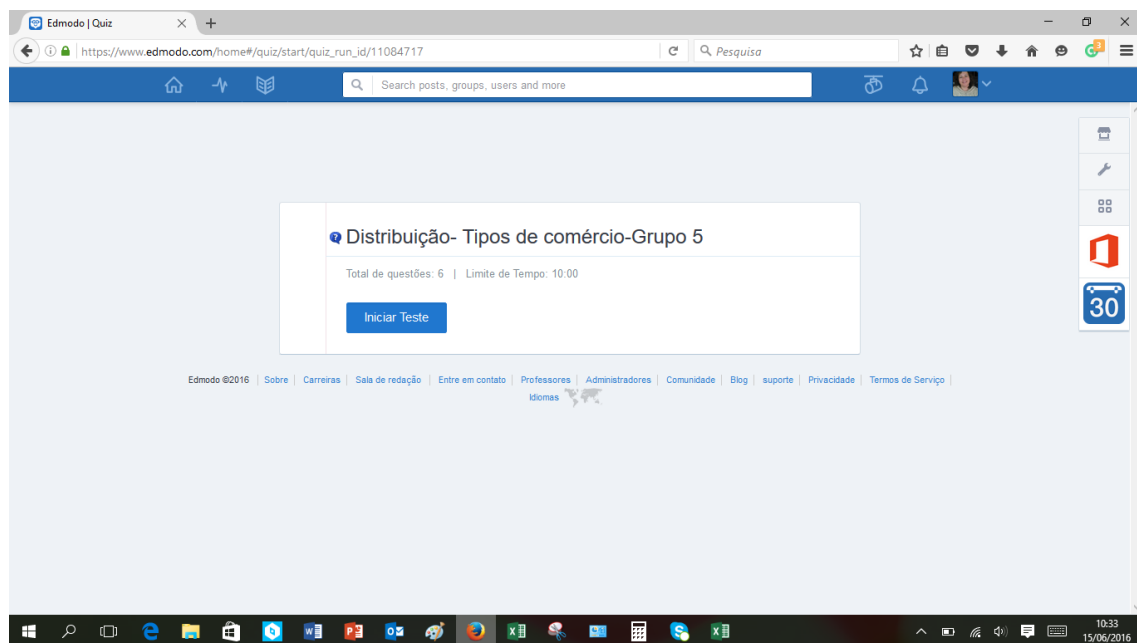 Edmodo | Quiz
https://www.edmodo.com/home#/quiz/start/quiz_run_id/11084717
Pesquisa
3
Search posts, groups, users and more
Distribuição- Tipos de comércio-Grupo 5
Total de questões: 6 | Limite de Tempo: 10:00
Iniciar Teste
30
Edmodo ©2016 | Sobre | Carreiras | Sala de redação | Entre em contato | Professores | Administradores | Comunidade | Blog | suporte | Privacidade | Termos de Serviço |
Idiomas
10:33
15/06/2016